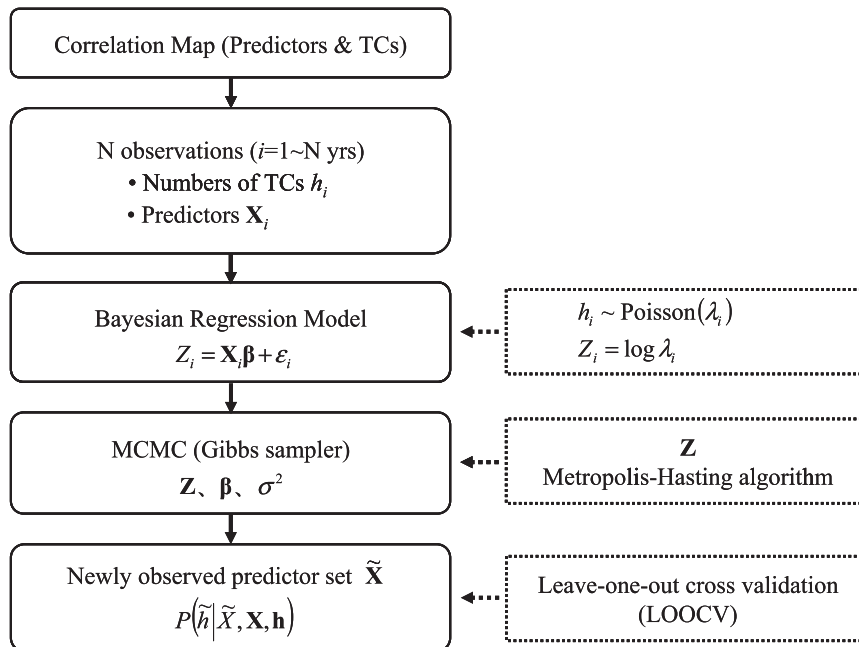 Correlation Map (Predictors & TCs)
N observations (i=1~N yrs)
• Numbers of TCs hᵢ
• Predictors 𝐗ᵢ
Bayesian Regression Model
Zᵢ = 𝐗ᵢ𝛃 + εᵢ
hᵢ ~ Poisson(λᵢ)
Zᵢ = log λᵢ
MCMC (Gibbs sampler)
𝐙、𝛃、σ²
𝐙
Metropolis-Hasting algorithm
Newly observed predictor set 𝐗̃
P(h̃|X̃, 𝐗, 𝐡)
Leave-one-out cross validation
(LOOCV)